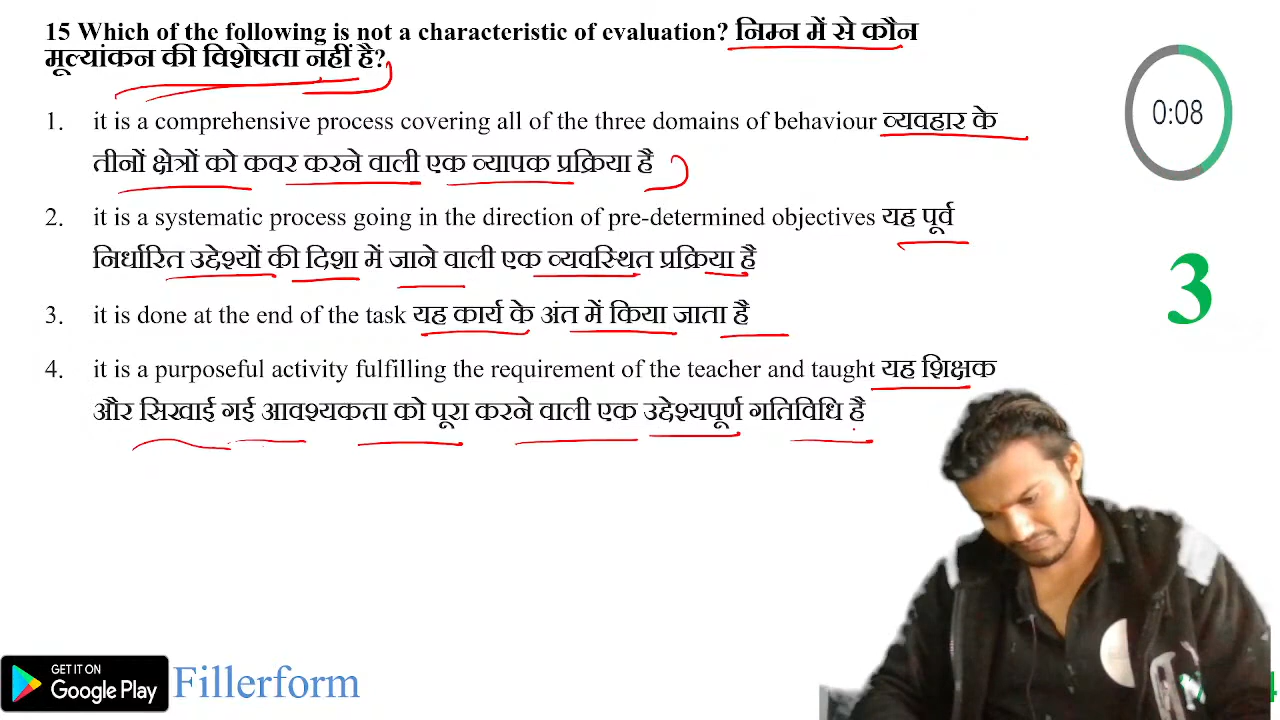 15 Which of the following is not a characteristic of evaluation? निम्न में से कौन
मूल्यांकन की विशेषता नहीं है?
1. it is a comprehensive process covering all of the three domains of behaviour व्यवहार के
तीनों क्षेत्रों को कवर करने वाली एक व्यापक प्रक्रिया है
2. it is a systematic process going in the direction of pre-determined objectives यह पूर्व
निर्धारित उद्देश्यों की दिशा में जाने वाली एक व्यवस्थित प्रक्रिया है
3. it is done at the end of the task यह कार्य के अंत में किया जाता है
4. it is a purposeful activity fulfilling the requirement of the teacher and taught यह शिक्षक
और सिखाई गई आवश्यकता को पूरा करने वाली एक उद्देश्यपूर्ण गतिविधि है
0:08
3
GET IT ON
Google Play
Fillerform